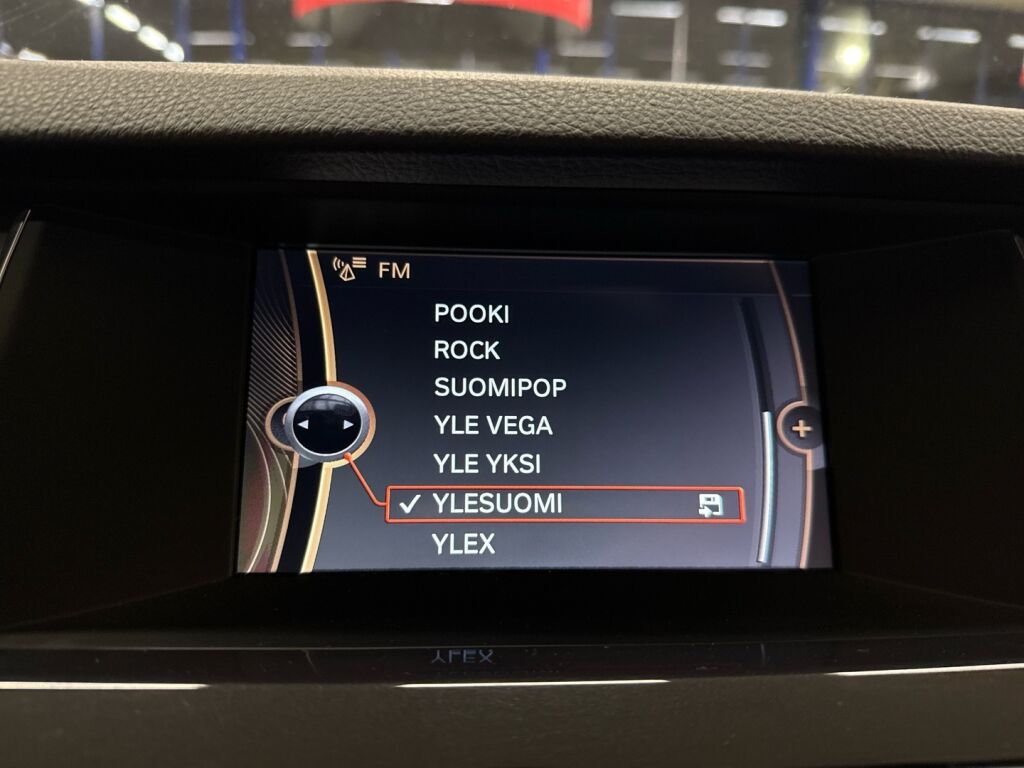 FM
POOKI
ROCK
SUOMIPOP
YLE VEGA
YLE YKSI
YLESUOMI
YLEX